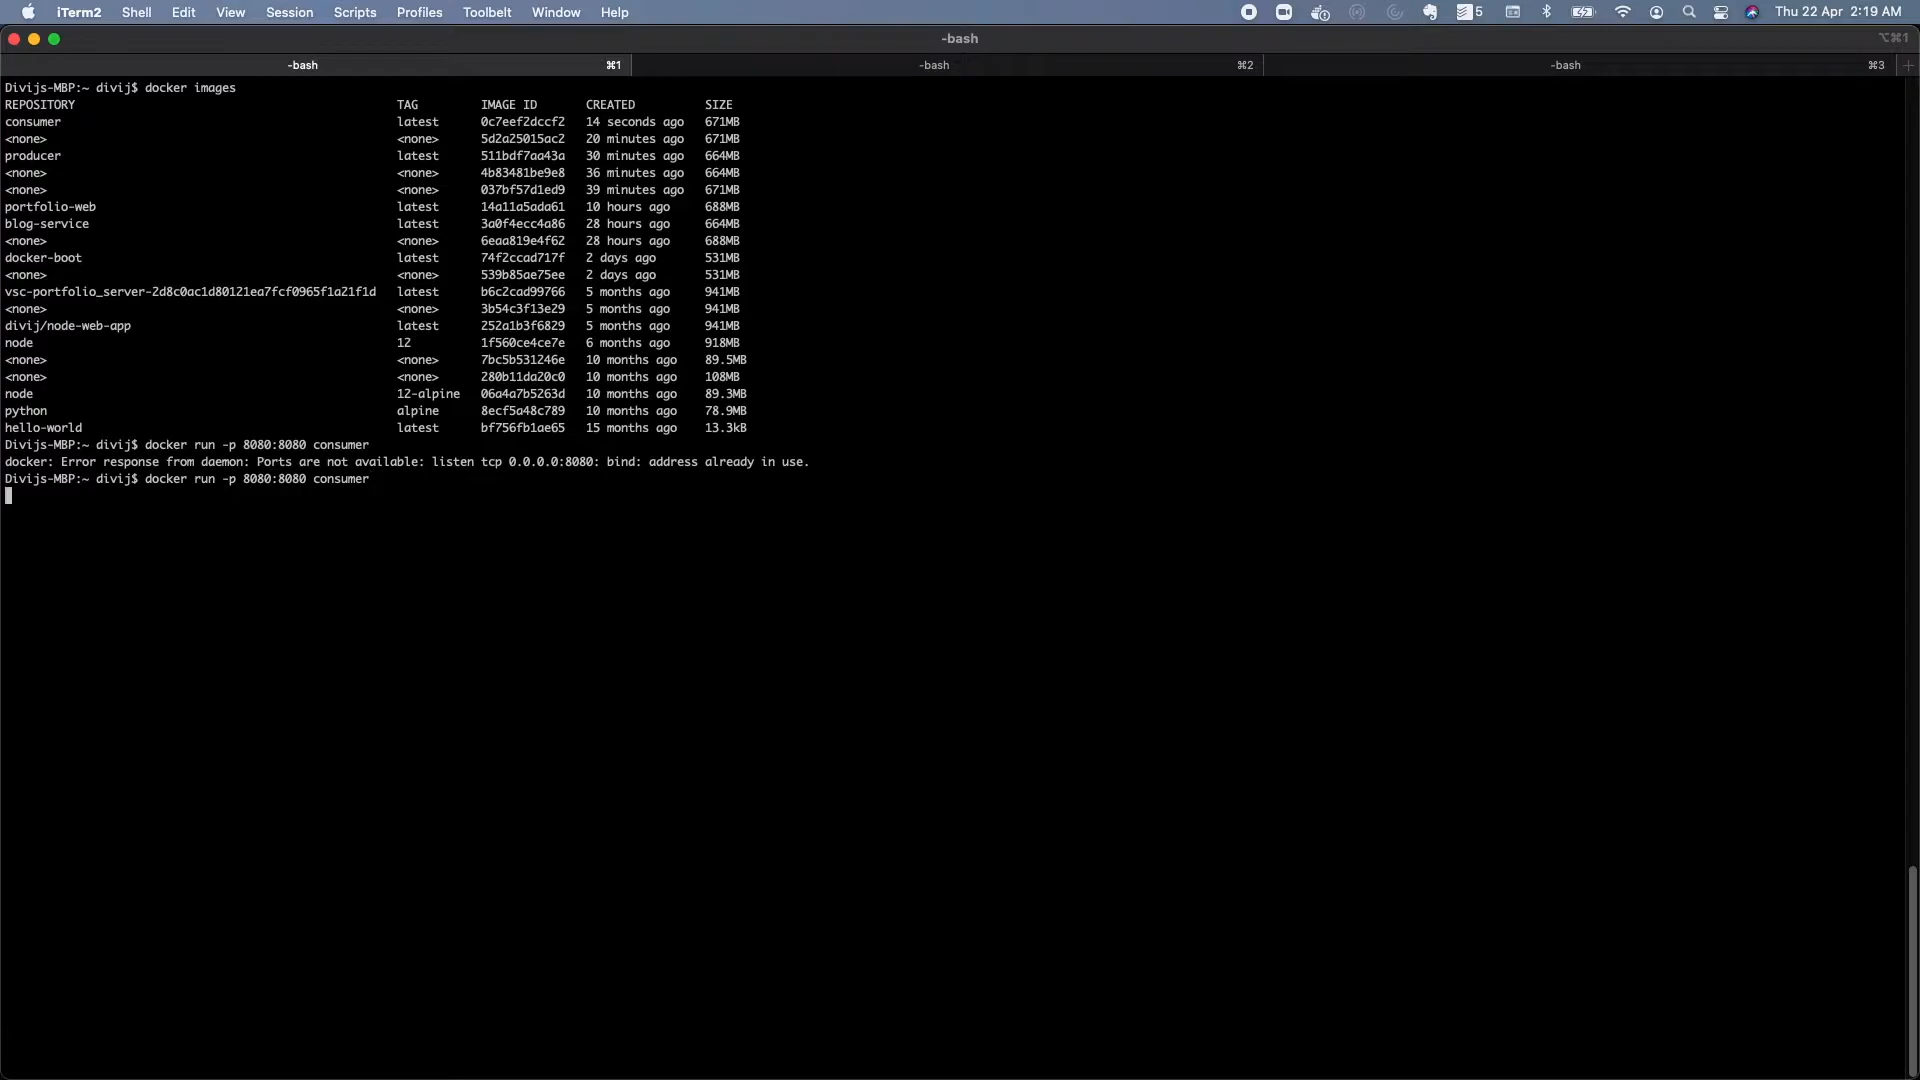 iTerm2 Shell Edit View Session Scripts Profiles Toolbelt Window Help 5 Thu 22 Apr 2:19 AM
-bash ⌥⌘1
-bash ⌘1 -bash ⌘2 -bash ⌘3
Divijs-MBP:~ divij$ docker images
REPOSITORY TAG IMAGE ID CREATED SIZE
consumer latest 0c7eef2dccf2 14 seconds ago 671MB
<none> <none> 5d2a25015ac2 20 minutes ago 671MB
producer latest 511bdf7aa43a 30 minutes ago 664MB
<none> <none> 4b83481be9e8 36 minutes ago 664MB
<none> <none> 037bf57d1ed9 39 minutes ago 671MB
portfolio-web latest 14a11a5ada61 10 hours ago 688MB
blog-service latest 3a0f4ecc4a86 28 hours ago 664MB
<none> <none> 6eaa819e4f62 28 hours ago 688MB
docker-boot latest 74f2ccad717f 2 days ago 531MB
<none> <none> 539b85ae75ee 2 days ago 531MB
vsc-portfolio_server-2d8c0ac1d80121ea7fcf0965f1a21f1d latest b6c2cad99766 5 months ago 941MB
<none> <none> 3b54c3f13e29 5 months ago 941MB
divij/node-web-app latest 252a1b3f6829 5 months ago 941MB
node 12 1f560ce4ce7e 6 months ago 918MB
<none> <none> 7bc5b531246e 10 months ago 89.5MB
<none> <none> 280b11da20c0 10 months ago 108MB
node 12-alpine 06a4a7b5263d 10 months ago 89.3MB
python alpine 8ecf5a48c789 10 months ago 78.9MB
hello-world latest bf756fb1ae65 15 months ago 13.3kB
Divijs-MBP:~ divij$ docker run -p 8080:8080 consumer
docker: Error response from daemon: Ports are not available: listen tcp 0.0.0.0:8080: bind: address already in use.
Divijs-MBP:~ divij$ docker run -p 8080:8080 consumer